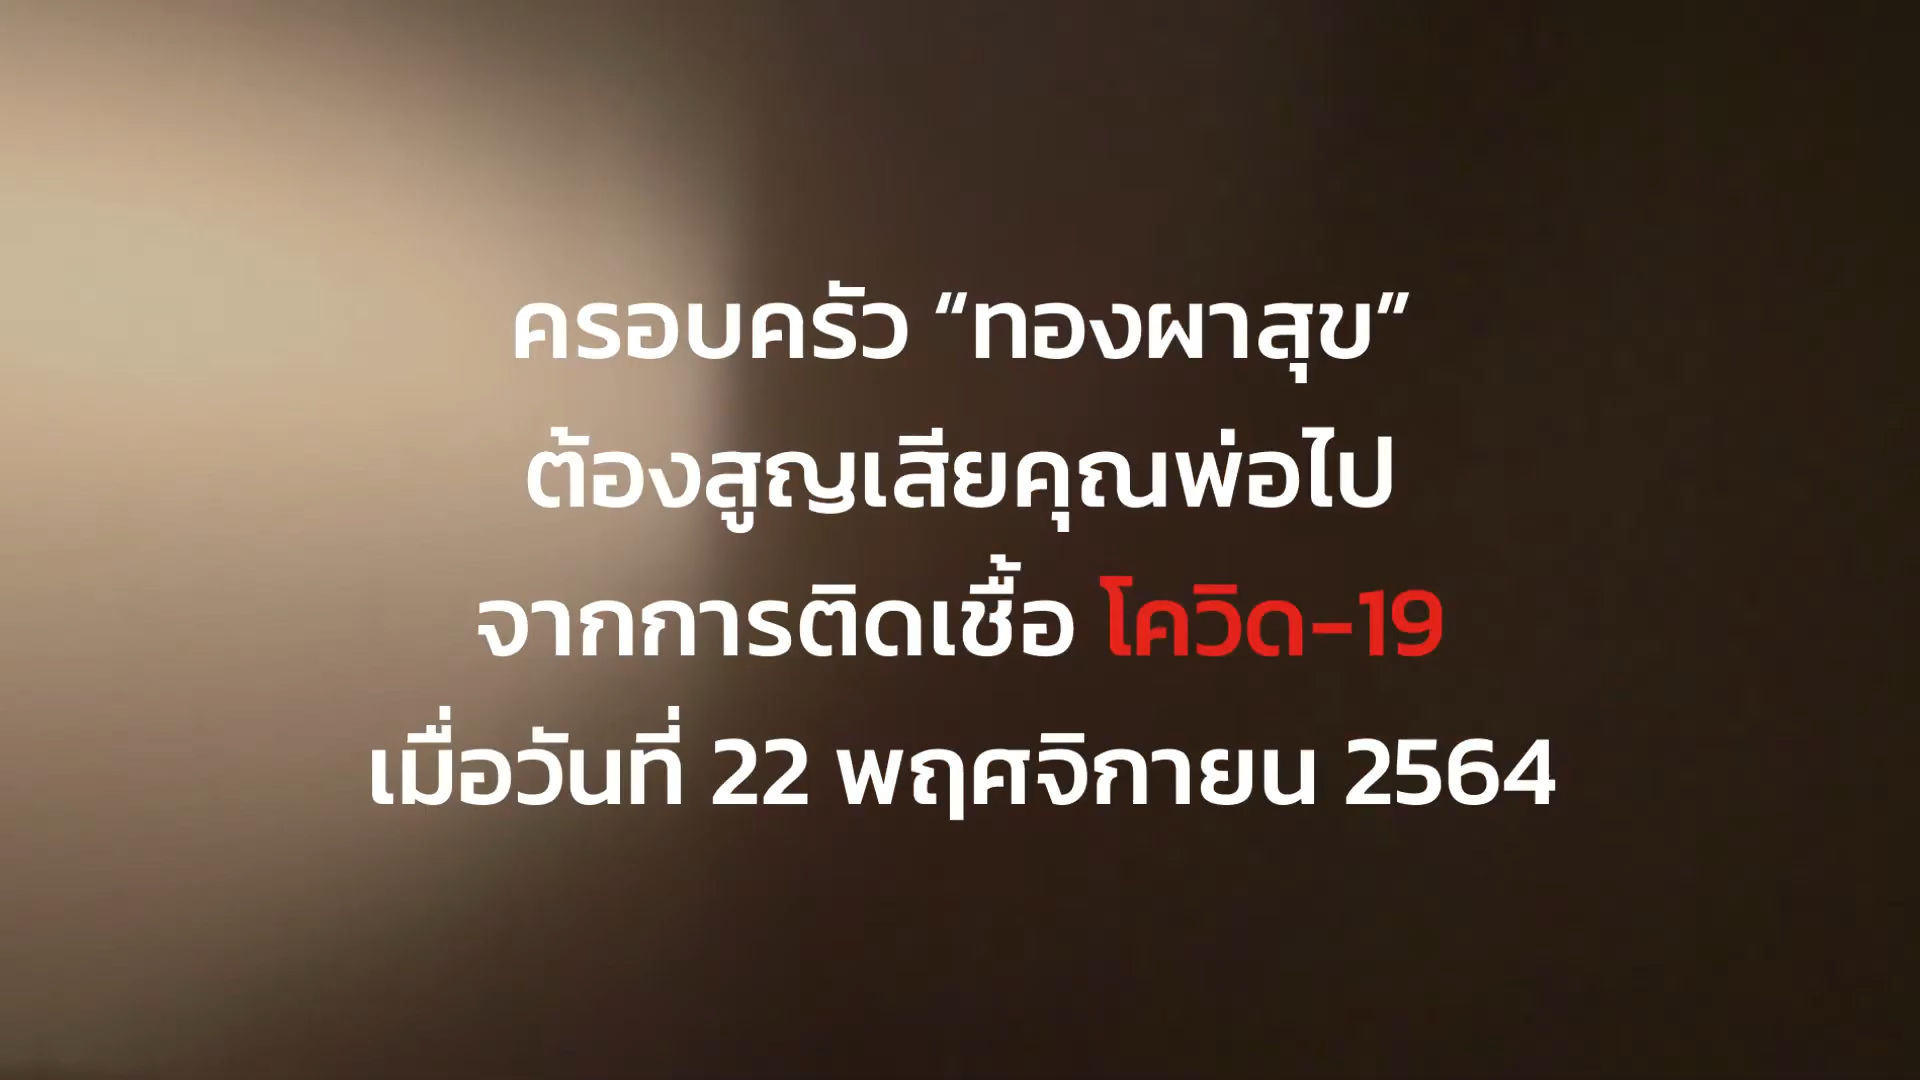 ครอบครัว “ทองผาสุข”
ต้องสูญเสียคุณพ่อไป
จากการติดเชื้อ โควิด-19
เมื่อวันที่ 22 พฤศจิกายน 2564